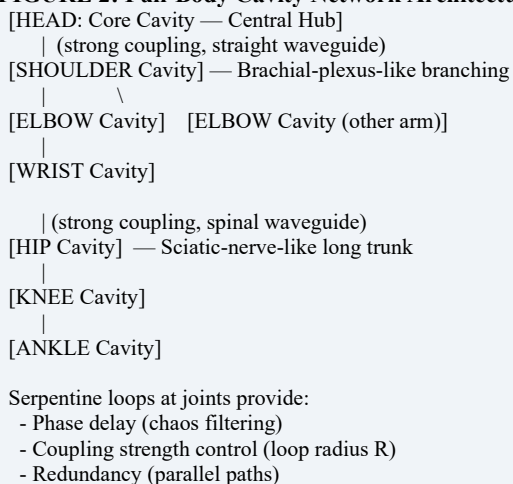 FIGURE 2: Full-Body Cavity Network Architectu
[HEAD: Core Cavity — Central Hub]
| (strong coupling, straight waveguide)
[SHOULDER Cavity] — Brachial-plexus-like branching
| \
[ELBOW Cavity] [ELBOW Cavity (other arm)]
|
[WRIST Cavity]
| (strong coupling, spinal waveguide)
[HIP Cavity] — Sciatic-nerve-like long trunk
|
[KNEE Cavity]
|
[ANKLE Cavity]
Serpentine loops at joints provide:
- Phase delay (chaos filtering)
- Coupling strength control (loop radius R)
- Redundancy (parallel paths)